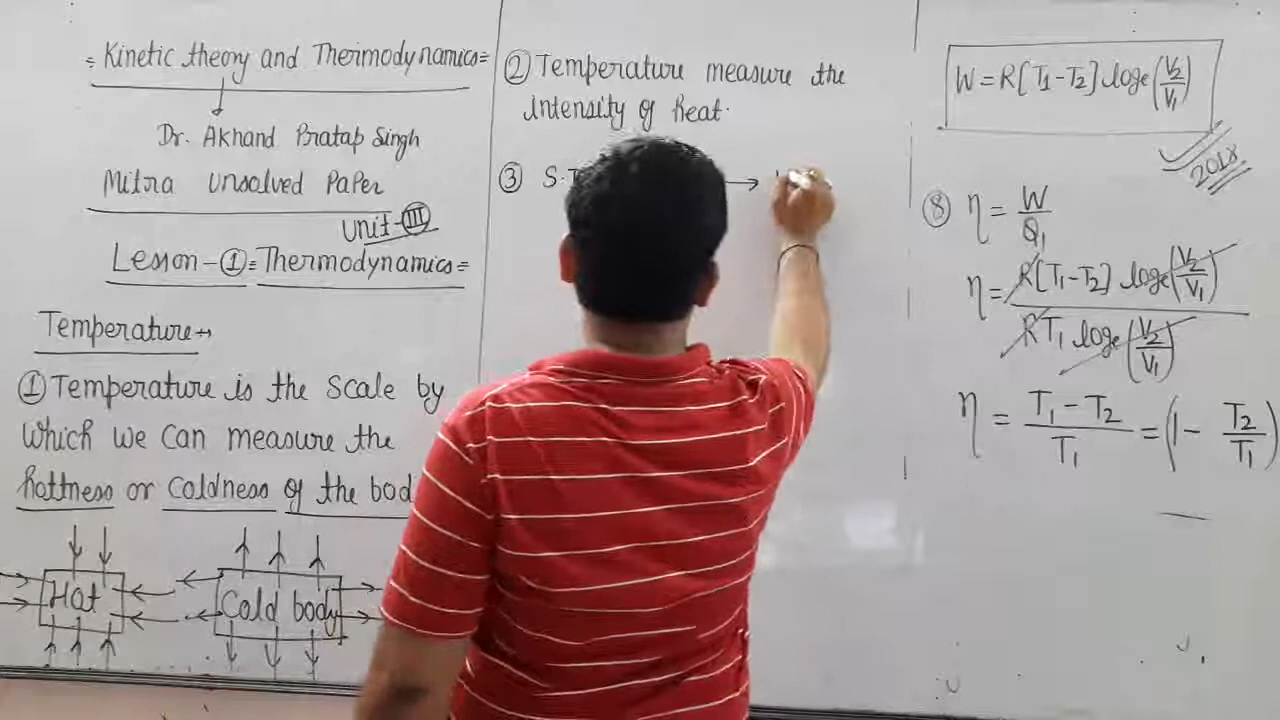 = Kinetic theory and Thermodynamics =
Dr. Akhand Pratap Singh
Mitra Unsolved Paper
Unit-III
Lesson-① = Thermodynamics =
Temperature →
① Temperature is the scale by
which we can measure the
hottness or coldness of the bod
Hot
Cold body
② Temperature measure the
intensity of heat.
③ S.
→
W = R[T₁-T₂] loge(V₂/V₁)
2018
⑧ η = W/Q₁
η = R[T₁-T₂] loge(V₂/V₁) / RT₁ loge(V₂/V₁)
η = T₁-T₂/T₁ = (1 - T₂/T₁)